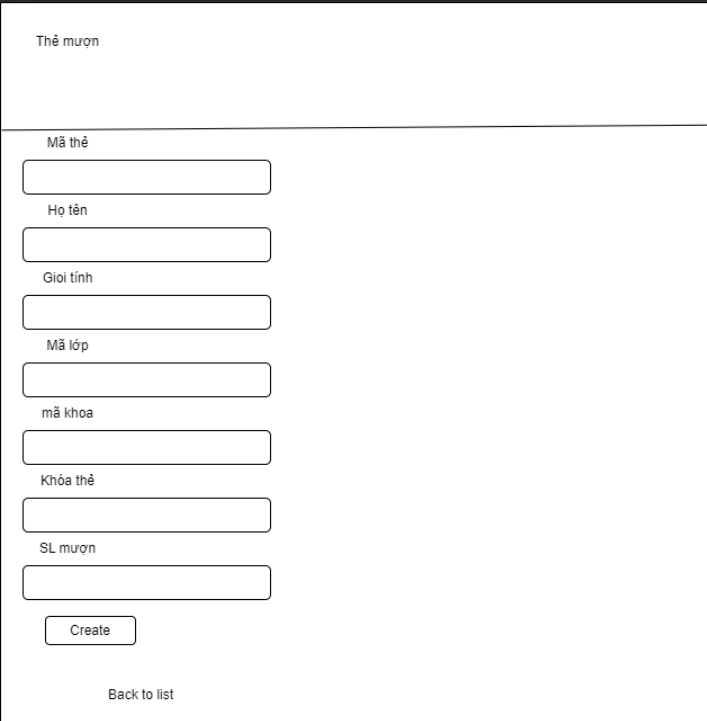 Thẻ mượn
Mã thẻ
Họ tên
Gioi tính
Mã lớp
mã khoa
Khóa thẻ
SL mượn
Create
Back to list